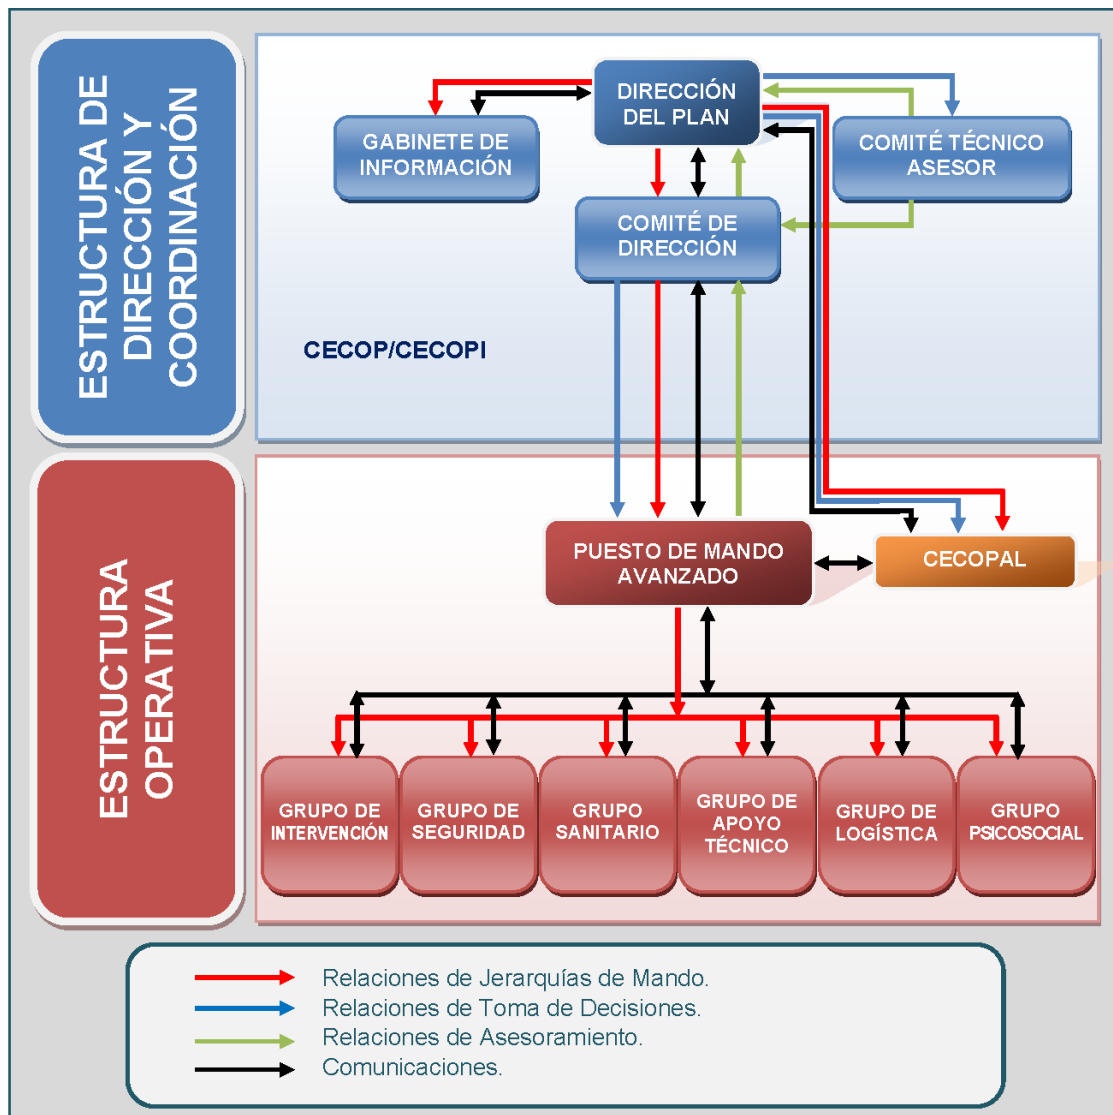 ESTRUCTURA DE
DIRECCIÓN Y
COORDINACIÓN
DIRECCIÓN
DEL PLAN
GABINETE DE
INFORMACIÓN
COMITÉ TÉCNICO
ASESOR
COMITÉ DE
DIRECCIÓN
CECOP/CECOPI
ESTRUCTURA
OPERATIVA
PUESTO DE MANDO
AVANZADO
CECOPAL
GRUPO DE
INTERVENCIÓN
GRUPO DE
SEGURIDAD
GRUPO
SANITARIO
GRUPO DE
APOYO
TÉCNICO
GRUPO DE
LOGÍSTICA
GRUPO
PSICOSOCIAL
Relaciones de Jerarquías de Mando.
Relaciones de Toma de Decisiones.
Relaciones de Asesoramiento.
Comunicaciones.